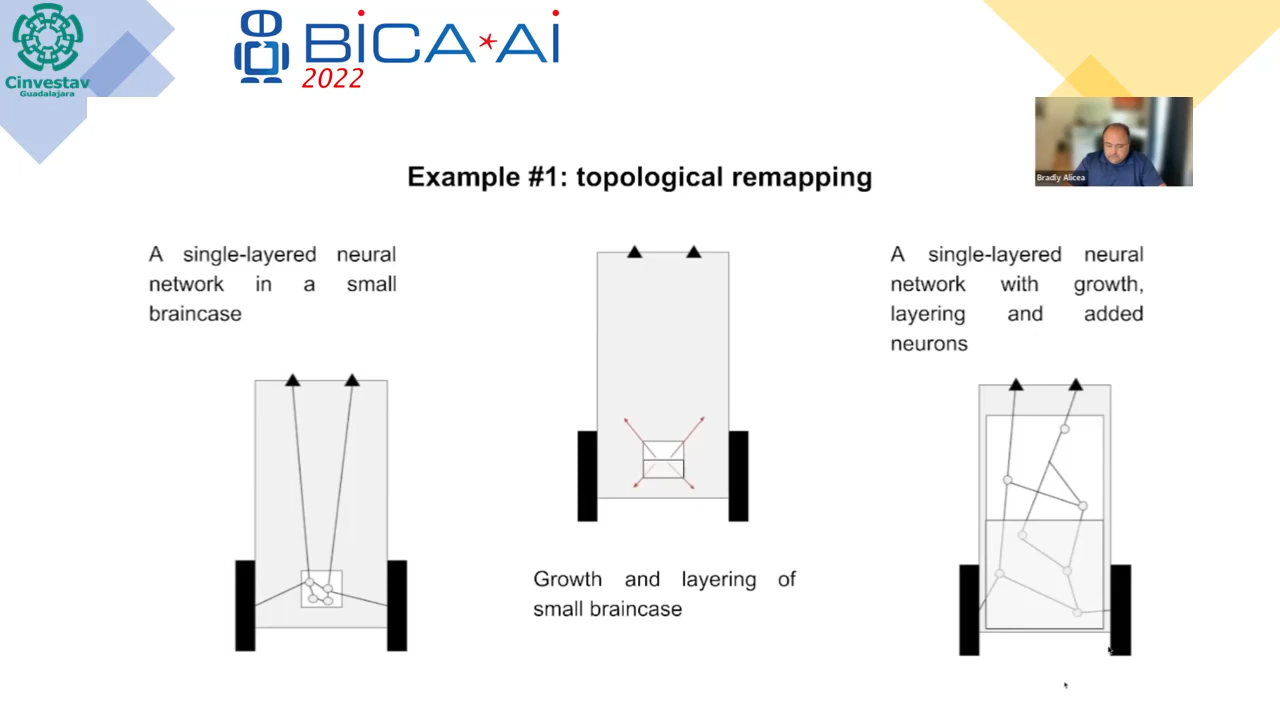 Cinvestav
Guadalajara
BiCA*Ai
2022
Bradly Alicea
Example #1: topological remapping
A single-layered neural
network in a small
braincase
Growth and layering of
small braincase
A single-layered neural
network with growth,
layering and added
neurons